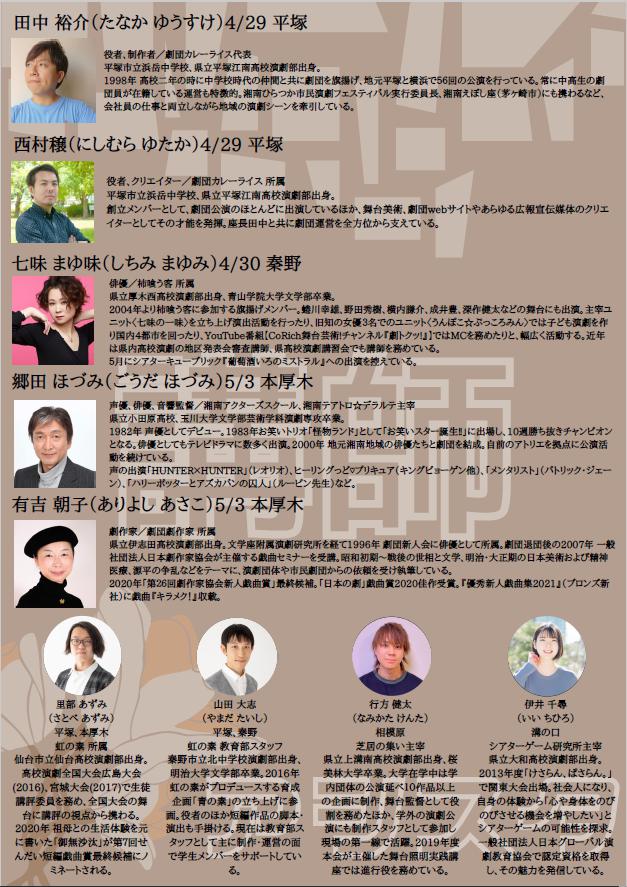 田中 裕介(たなか ゆうすけ)4/29 平塚
役者、制作者／劇団カレーライス代表
平塚市立浜岳中学校、県立平塚江南高校演劇部出身。
1998年 高校二年の時に中学校時代の仲間と共に劇団を旗揚げ、地元平塚と横浜で56回の公演を行っている。常に中高生の劇
団員が在籍している運営も特徴的。湘南ひらつか市民演劇フェスティバル実行委員長、湘南えぼし座(茅ヶ崎市)にも携わるなど、
会社員の仕事と両立しながら地域の演劇シーンを牽引している。
西村穣(にしむら ゆたか)4/29 平塚
役者、クリエイター／劇団カレーライス 所属
平塚市立浜岳中学校、県立平塚江南高校演劇部出身。
創立メンバーとして、劇団公演のほとんどに出演しているほか、舞台美術、劇団webサイトやあらゆる広報宣伝媒体のクリエ
イターとしてその才能を発揮。座長田中と共に劇団運営を全方位から支えている。
七味 まゆ味(しちみ まゆみ)4/30 秦野
俳優／柿喰う客 所属
県立厚木西高校演劇部出身、青山学院大学文学部卒業。
2004年より柿喰う客に参加する旗揚げメンバー。蜷川幸雄、野田秀樹、横内謙介、成井豊、深作健太などの舞台にも出演。主宰ユ
ニット〈七味の一味〉を立ち上げ演出活動を行ったり、旧知の女優3名でのユニット〈うんぽこ☆ぷっころみん〉では子ども演劇を作
り国内4都市を回ったり、YouTube番組『CoRich舞台芸術!チャンネル『劇トクッ!』』ではMCを務めたりと、幅広く活動する。近年
は県内高校演劇の地区発表会審査講師、県高校演劇講習会でも講師を務めている。
5月にシアターキューブリック『葡萄酒いろのミストラル』への出演を控えている。
郷田 ほづみ(ごうだ ほづみ)5/3 本厚木
声優、俳優、音響監督／湘南アクターズスクール、湘南テアトロ☆デラルテ主宰
県立小田原高校、玉川大学文学部芸術学科演劇専攻卒業。
1982年 声優としてデビュー。1983年お笑いトリオ「怪物ランド」として「お笑いスター誕生!!」に出場し、10週勝ち抜きチャンピオン
となる。俳優としてもテレビドラマに数多く出演。2000年 地元湘南地域の俳優たちと劇団を結成。自前のアトリエを拠点に公演活
動を続けている。
声の出演「HUNTER×HUNTER」(レオリオ)、ヒーリングっど♥プリキュア(キングビョーゲン他)、「メンタリスト」(パトリック・ジェー
ン)、「ハリーポッターとアズカバンの囚人」(ルーピン先生)など。
有吉 朝子(ありよし あさこ)5/3 本厚木
劇作家／劇団劇作家 所属
県立伊志田高校演劇部出身。文学座附属演劇研究所を経て1996年 劇団新人会に俳優として所属。劇団退団後の2007年 一般
社団法人日本劇作家協会が主催する戯曲セミナーを受講。昭和初期～戦後の世相と文学、明治・大正期の日本美術および精神
医療、源平の争乱などをテーマに、演劇団体や市民劇団からの依頼を受け執筆している。
2020年「第26回劇作家協会新人戯曲賞」最終候補。「日本の劇」戯曲賞2020佳作受賞。『優秀新人戯曲集2021』(ブロンズ新
社)に戯曲『キラメク!』収載。
講師
里部 あずみ
(さとべ あずみ)
平塚、本厚木
虹の素 所属
仙台市立仙台高校演劇部出身。
高校演劇全国大会広島大会
(2016)、宮城大会(2017)で生徒
講評委員を務め、全国大会の舞
台に講評の視点から携わる。
2020年 祖母との生活体験を元
に書いた「御無沙汰」が第7回せ
んだい短編戯曲賞最終候補にノ
ミネートされる。
山田 大志
(やまだ たいし)
平塚、秦野
虹の素 教育部スタッフ
秦野市立北中学校演劇部出身、
明治大学文学部卒業。2016年
虹の素がプロデュースする育成
企画「青の素」の立ち上げに参
画。役者のほか短編作品の脚本・
演出も手掛ける。現在は教育部ス
タッフとして主に制作・運営の面
で学生メンバーをサポートしてい
る。
行方 健太
(なみかた けんた)
相模原
芝居の集い主宰
県立上溝南高校演劇部出身、桜
美林大学卒業。大学在学中は学
内団体の公演延べ10作品以上
の企画に制作、舞台監督として役
割を務めたほか、学外の演劇公
演にも制作スタッフとして参加し
現場の第一線で活躍。2019年度
本会が主催した舞台照明実践講
座では進行役を務めている。
伊井 千尋
(いい ちひろ)
溝の口
シアターゲーム研究所主宰
県立大和高校演劇部出身。
2013年度「けさらん、ぱさらん。」
で関東大会出場。社会人になり、
自身の体験から「心や身体をのび
のびさせる機会を増やしたい」と
シアターゲームの可能性を探求。
一般社団法人日本グローバル演
劇教育協会で認定資格を取得
し、その魅力を発信している。